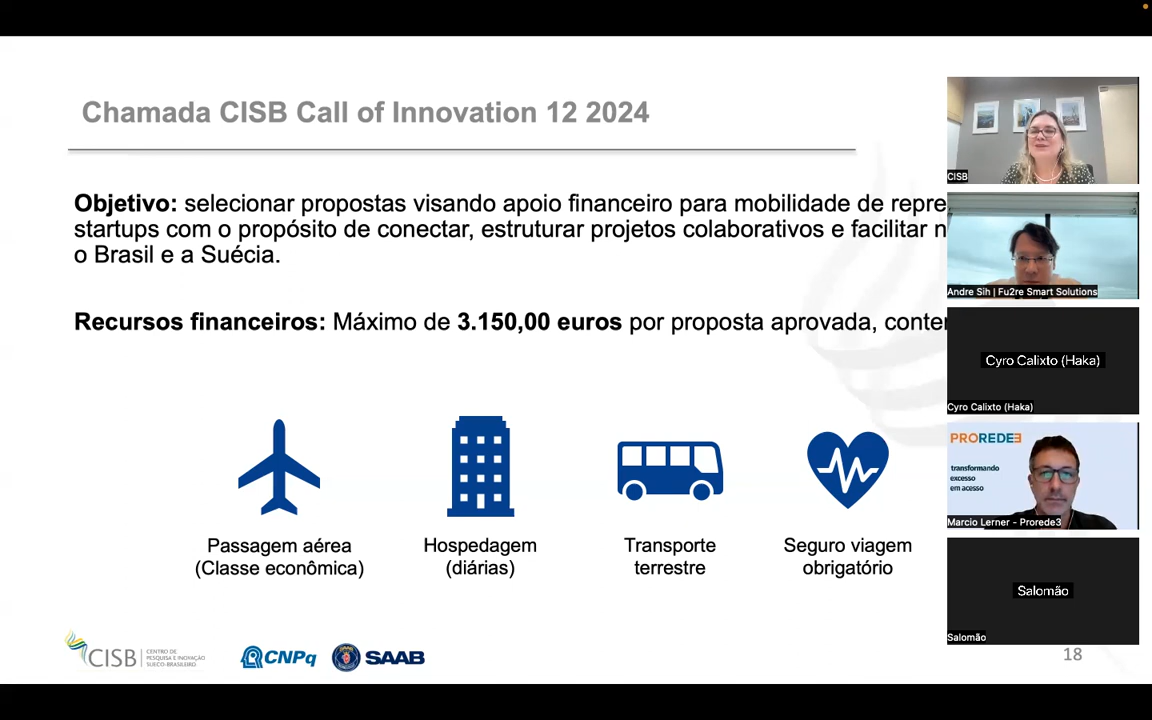 Chamada CISB Call of Innovation 12 2024
Objetivo: selecionar propostas visando apoio financeiro para mobilidade de repre
startups com o propósito de conectar, estruturar projetos colaborativos e facilitar n
o Brasil e a Suécia.
Recursos financeiros: Máximo de 3.150,00 euros por proposta aprovada, conten
Passagem aérea
(Classe econômica)
Hospedagem
(diárias)
Transporte
terrestre
Seguro viagem
obrigatório
CISB
CENTRO DE
PESQUISA E INOVAÇÃO
SUECO-BRASILEIRO
CNPq
SAAB
18
CISB
Andre Sih | Fu2re Smart Solutions
Cyro Calixto (Haka)
Cyro Calixto (Haka)
PROREDE3
transformando
excesso
em acesso
Marcio Lerner - Prorede3
Salomão
Salomão